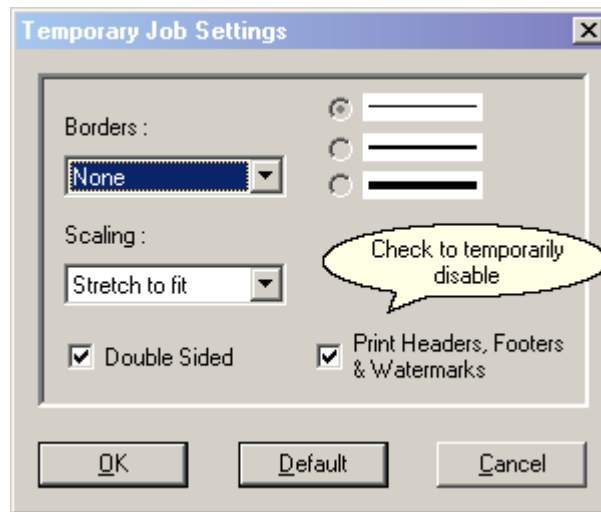 Temporary Job Settings
Borders :
None
Scaling :
Stretch to fit
Check to temporarily
disable
Double Sided
Print Headers, Footers
& Watermarks
OK
Default
Cancel